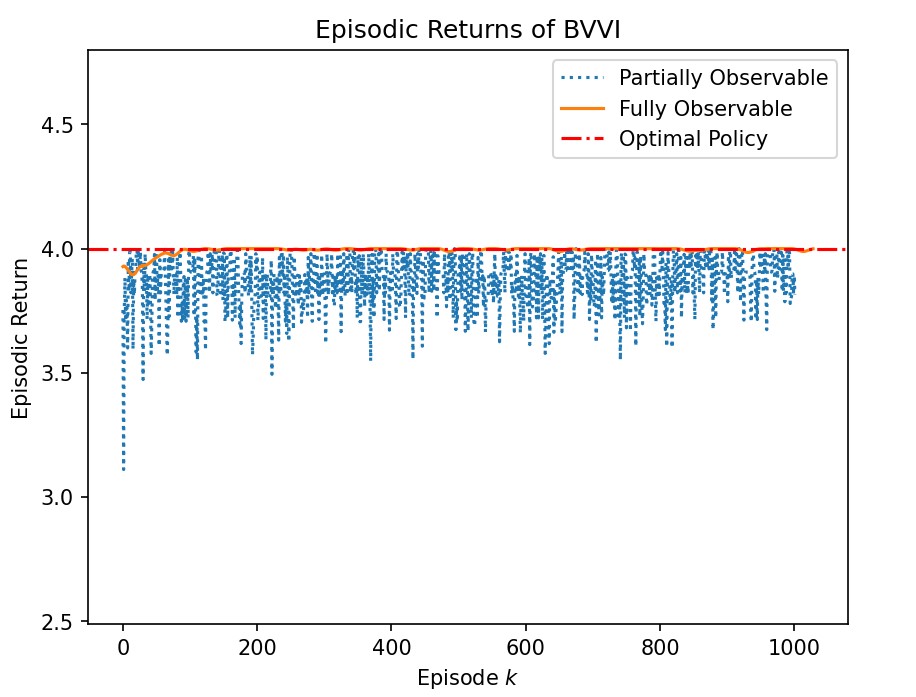 Episodic Returns of BVVI
Partially Observable
Fully Observable
Optimal Policy
Episodic Return
4.5
4.0
3.5
3.0
2.5
0 200 400 600 800 1000
Episode k